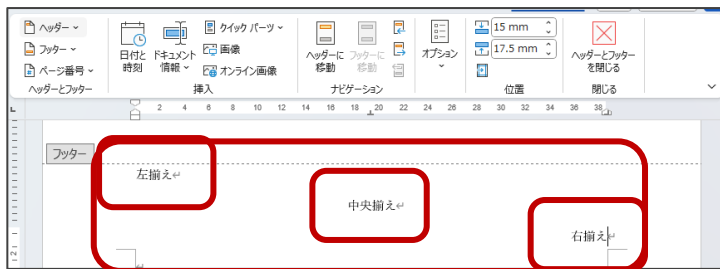 ヘッダー
フッター
ページ番号
ヘッダーとフッター
日付と時刻
ドキュメント情報
クイック パーツ
画像
オンライン画像
挿入
ヘッダーに移動
フッターに移動
ナビゲーション
オプション
15 mm
17.5 mm
位置
ヘッダーとフッターを閉じる
閉じる
2 4 6 8 10 12 14 16 18 20 22 24 26 28 30 32 34 36 38
フッター
左揃え
中央揃え
右揃え
2